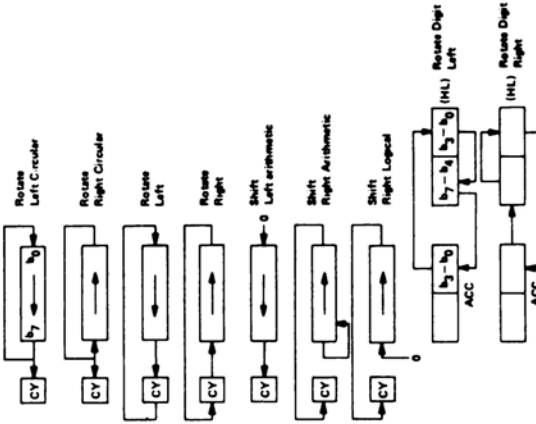 CY
b7
b0
Rotate
Left Circular
CY
Rotate
Right Circular
CY
Rotate
Left
CY
Rotate
Right
CY
0
Shift
Left arithmetic
CY
Shift
Right Arithmetic
CY
0
Shift
Right Logical
b3 – b0
ACC
b7 – b4
b3 – b0
(HL)
Rotate Digit
Left
ACC
(HL)
Rotate Digit
Right